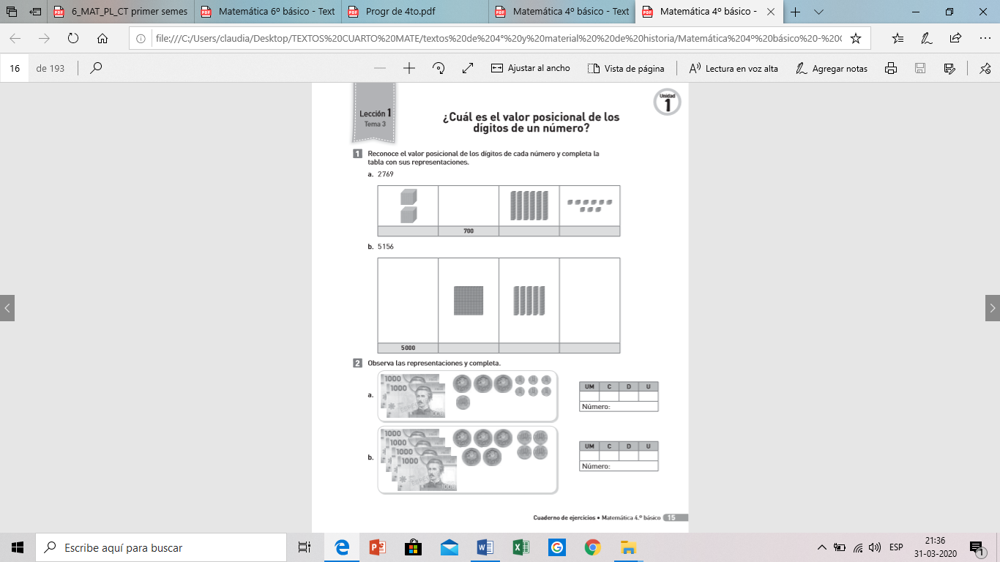 6_MAT_PL_CT primer semes
Matemática 6º básico - Text
Progr de 4to.pdf
Matemática 4º básico - Text
Matemática 4º básico -
file:///C:/Users/claudia/Desktop/TEXTOS%20CUARTO%20MATE/textos%20de%204°%20y%20material%20%20de%20historia/Matemática%204º%20básico%20-%20C
16 de 193
Ajustar al ancho
Vista de página
Lectura en voz alta
Agregar notas
Lección 1
Tema 3
Unidad
1
¿Cuál es el valor posicional de los
dígitos de un número?
1 Reconoce el valor posicional de los dígitos de cada número y completa la
tabla con sus representaciones.
a. 2769
700
b. 5156
5000
2 Observa las representaciones y completa.
a.
1000
1000
UM C D U
Número:
b.
1000
1000
1000
1000
UM C D U
Número:
Cuaderno de ejercicios • Matemática 4.º básico 15
Escribe aquí para buscar
ESP
21:36
31-03-2020
1